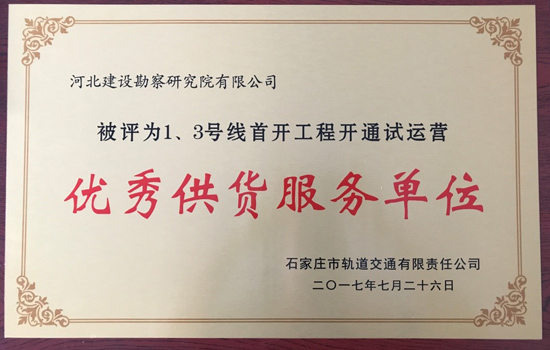 河北建设勘察研究院有限公司
被评为1、3号线首开工程开通试运营
优秀供货服务单位
石家庄市轨道交通有限责任公司
二〇一七年七月二十六日